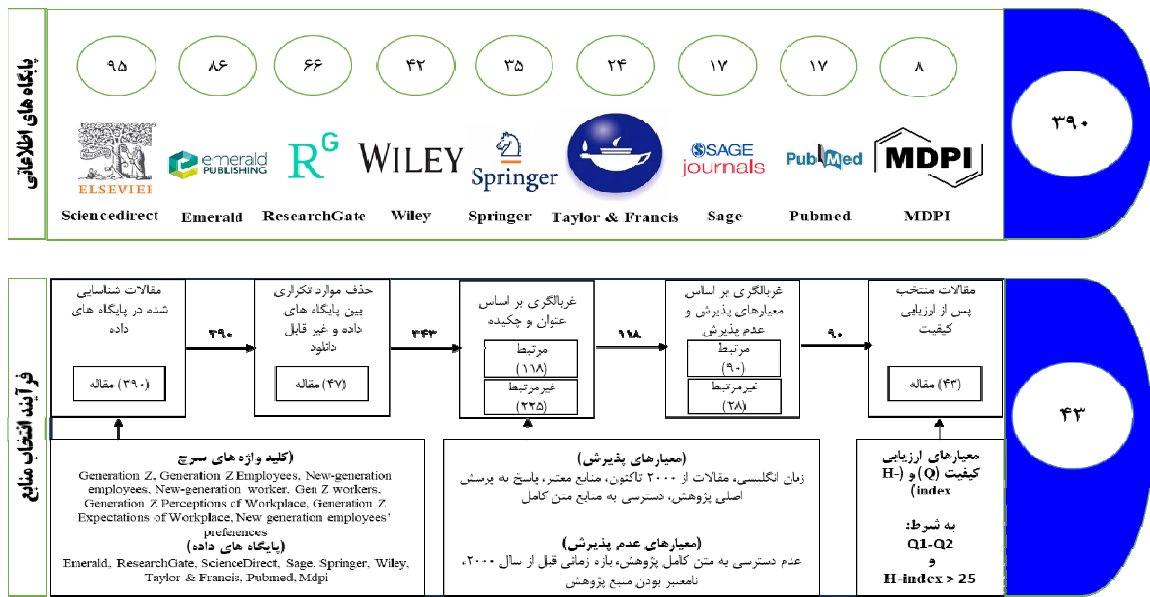 پایگاه های اطلاعاتی
۹۵
۸۶
۶۶
۴۲
۳۵
۲۴
۱۷
۱۷
۸
۳۹۰
ELSEVIEI
emerald
PUBLISHING
RG
WILEY
Springer
SAGE
journals
PubMed
MDPI
Sciencedirect
Emerald
ResearchGate
Wiley
Springer
Taylor & Francis
Sage
Pubmed
MDPI
فرآیند انتخاب منابع
مقالات شناسایی
شده در پایگاه های
داده
(۳۹۰) مقاله
۳۹۰
حذف موارد تکراری
بین پایگاه های
داده و غیر قابل
دانلود
(۴۷) مقاله
۳۴۳
غربالگری بر اساس
عنوان و چکیده
مرتبط
(۱۱۸)
غیرمرتبط
(۲۲۵)
۱۱۸
غربالگری بر اساس
معیارهای پذیرش و
عدم پذیرش
مرتبط
(۹۰)
غیرمرتبط
(۲۸)
۹۰
مقالات منتخب
پس از ارزیابی
کیفیت
(۴۳) مقاله
۴۳
(کلید واژه های سرچ
Generation Z, Generation Z Employees, New-generation
employees, New-generation worker, Gen Z workers,
Generation Z Perceptions of Workplace, Generation Z
Expectations of Workplace, New generation employees'
preferences
(پایگاه های داده)
Emerald, ResearchGate, ScienceDirect, Sage. Springer, Wiley,
Taylor & Francis, Pubmed, Mdpi
(معیارهای پذیرش)
زمان انگلیسی، مقالات از ۲۰۰۰ تاکنون، منابع معتبر، پاسخ به پرسش
اصلی پژوهش، دسترسی به منابع متن کامل
(معیارهای عدم پذیرش)
عدم دسترسی به متن کامل پژوهش، بازه زمانی قبل از سال ۲۰۰۰،
نامعتبر بودن منبع پژوهش
معیارهای ارزیابی
کیفیت (Q) و (H-
index)
به شرط:
Q1-Q2
و
H-index > 25